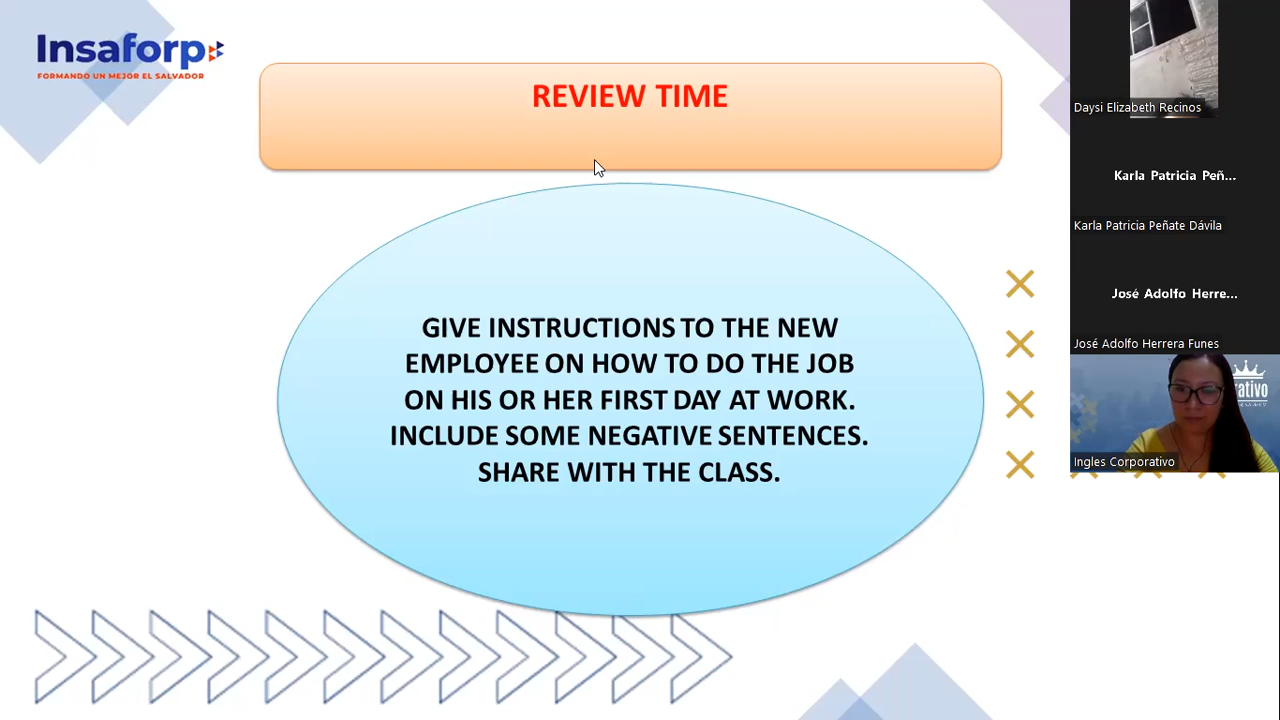 Insaforp
FORMANDO UN MEJOR EL SALVADOR
REVIEW TIME
GIVE INSTRUCTIONS TO THE NEW
EMPLOYEE ON HOW TO DO THE JOB
ON HIS OR HER FIRST DAY AT WORK.
INCLUDE SOME NEGATIVE SENTENCES.
SHARE WITH THE CLASS.
Daysi Elizabeth Recinos
Karla Patricia Peñ...
Karla Patricia Peñate Dávila
José Adolfo Herre...
José Adolfo Herrera Funes
rativo
Ingles Corporativo